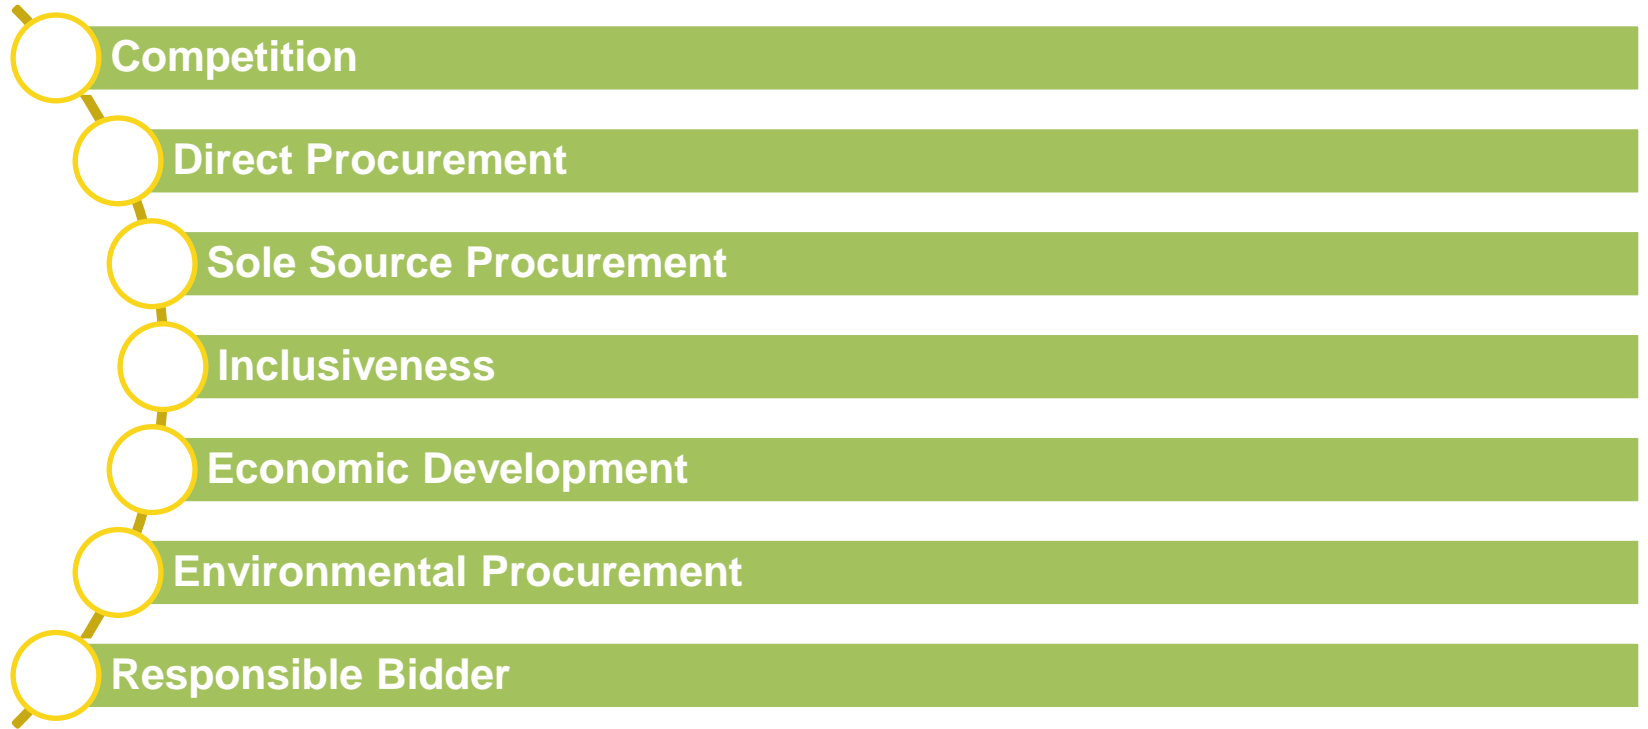 Competition
Direct Procurement
Sole Source Procurement
Inclusiveness
Economic Development
Environmental Procurement
Responsible Bidder